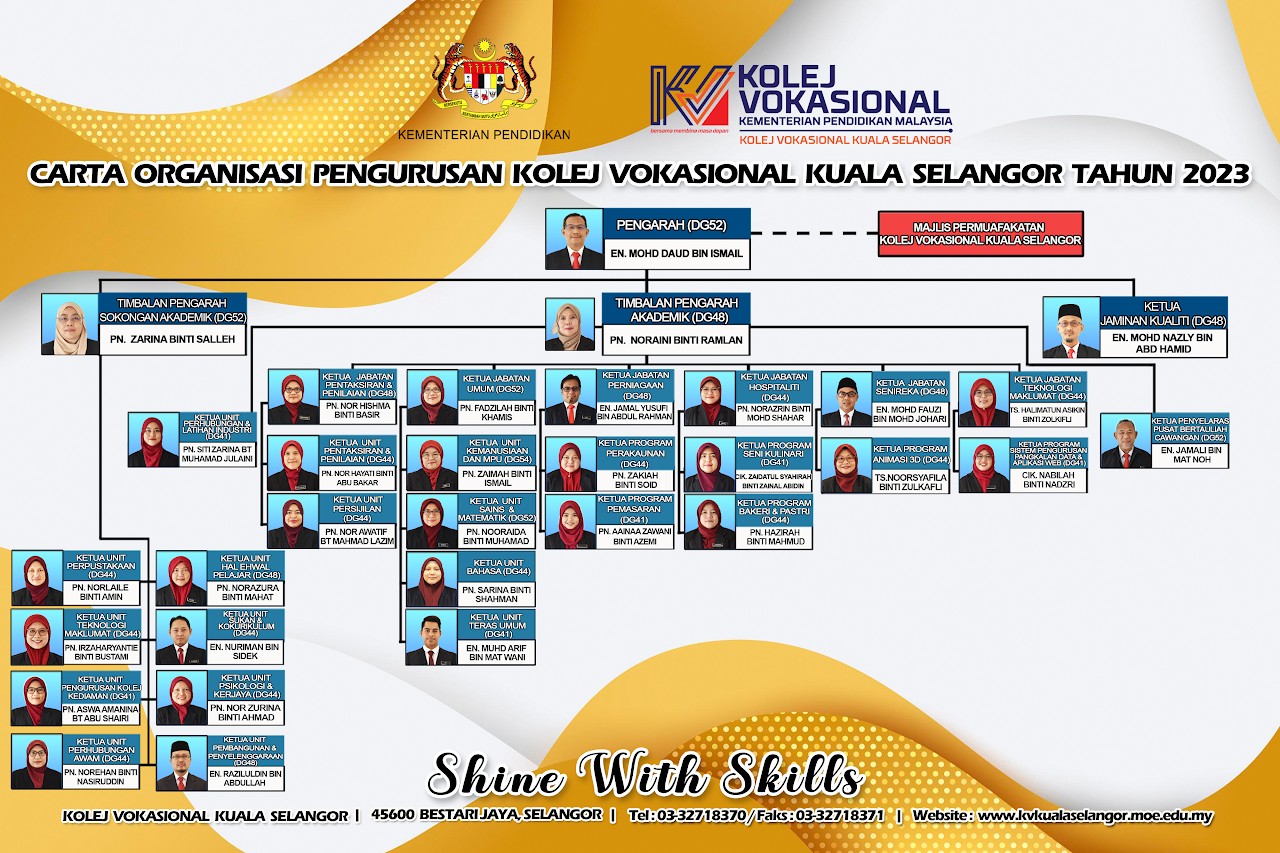 KEMENTERIAN PENDIDIKAN
KOLEJ
VOKASIONAL
KEMENTERIAN PENDIDIKAN MALAYSIA
bersama membina masa depan
KOLEJ VOKASIONAL KUALA SELANGOR
CARTA ORGANISASI PENGURUSAN KOLEJ VOKASIONAL KUALA SELANGOR TAHUN 2023
PENGARAH (DG52)
EN. MOHD DAUD BIN ISMAIL
MAJLIS PERMUAFAKATAN
KOLEJ VOKASIONAL KUALA SELANGOR
TIMBALAN PENGARAH
SOKONGAN AKADEMIK (DG52)
PN. ZARINA BINTI SALLEH
TIMBALAN PENGARAH
AKADEMIK (DG48)
PN. NORAINI BINTI RAMLAN
KETUA
JAMINAN KUALITI (DG48)
EN. MOHD NAZLY BIN
ABD HAMID
KETUA JABATAN
PENTAKSIRAN &
PENILAIAN (DG48)
PN. NOR HISHMA
BINTI BASIR
KETUA JABATAN
UMUM (DG52)
PN. FADZILAH BINTI
KHAMIS
KETUA JABATAN
PERNIAGAAN
(DG48)
EN. JAMAL YUSUFI
BIN ABDUL RAHMAN
KETUA JABATAN
HOSPITALITI
(DG44)
PN. NORAZRIN BINTI
MOHD SHAHAR
KETUA JABATAN
SENIREKA (DG48)
EN. MOHD FAUZI
BIN MOHD JOHARI
KETUA JABATAN
TEKNOLOGI
MAKLUMAT (DG44)
TS. HALIMATUN ASIKIN
BINTI ZOLKIFLI
KETUA UNIT
PERHUBUNGAN &
LATIHAN INDUSTRI
(DG41)
PN. SITI ZARINA BT
MUHAMAD JULAINI
KETUA PENYELARAS
PUSAT BERTAULIAH
CAWANGAN (DG52)
EN. JAMALI BIN
MAT NOH
KETUA UNIT
PENTAKSIRAN &
PENILAIAN (DG44)
PN. NOR HAYATI BINTI
ABU BAKAR
KETUA UNIT
KEMANUSIAAN
DAN MPU (DG54)
PN. ZAIMAH BINTI
ISMAIL
KETUA PROGRAM
PERAKAUNAN
(DG44)
PN. ZAKIAH
BINTI SOID
KETUA PROGRAM
SENI KULINARI
(DG41)
CIK. ZAIDATUL SYAHIRAH
BINTI ZAINAL ABIDIN
KETUA PROGRAM
ANIMASI 3D (DG44)
TS.NOORSYAFILA
BINTI ZULKAFLI
KETUA PROGRAM
SISTEM PENGURUSAN
PANGKALAN DATA &
APLIKASI WEB (DG41)
CIK. NABILAH
BINTI NADZRI
KETUA UNIT
PERSIJILAN
(DG44)
PN. NOR AWATIF
BT MAHMAD LAZIM
KETUA UNIT
SAINS &
MATEMATIK (DG52)
PN. NOORAIDA
BINTI MUHAMAD
KETUA PROGRAM
PEMASARAN
(DG41)
PN. AAINAA ZAWANI
BINTI AZEMI
KETUA PROGRAM
BAKERI & PASTRI
(DG44)
PN. HAZIRAH
BINTI MAHMUD
KETUA UNIT
BAHASA (DG44)
PN. SARINA BINTI
SHAHMAN
KETUA UNIT
TERAS UMUM
(DG41)
EN. MUHD ARIF
BIN MAT WANI
KETUA UNIT
PERPUSTAKAAN
(DG44)
PN. NORLAILE
BINTI AMIN
KETUA UNIT
HAL EHWAL
PELAJAR (DG48)
PN. NORAZURA
BINTI MAHAT
KETUA UNIT
TEKNOLOGI
MAKLUMAT (DG44)
PN. IRZAHARYANTIE
BINTI BUSTAMI
KETUA UNIT
SUKAN &
KOKURIKULUM
(DG44)
EN. NURIMAN BIN
SIDEK
KETUA UNIT
PENGURUSAN KOLEJ
KEDIAMAN (DG41)
PN. ASWA AMANINA
BT ABU SHAIRI
KETUA UNIT
PSIKOLOGI &
KERJAYA (DG44)
PN. NOR ZURINA
BINTI AHMAD
KETUA UNIT
PERHUBUNGAN
AWAM (DG44)
PN. NOREHAN BINTI
NASIRUDDIN
KETUA UNIT
PEMBANGUNAN &
PENYELENGGARAAN
(DG48)
EN. RAZILULDIN BIN
ABDULLAH
Shine With Skills
KOLEJ VOKASIONAL KUALA SELANGOR | 45600 BESTARI JAYA, SELANGOR | Tel : 03-32718370 / Faks : 03-32718371 | Website : www.kvkualaselangor.moe.edu.my